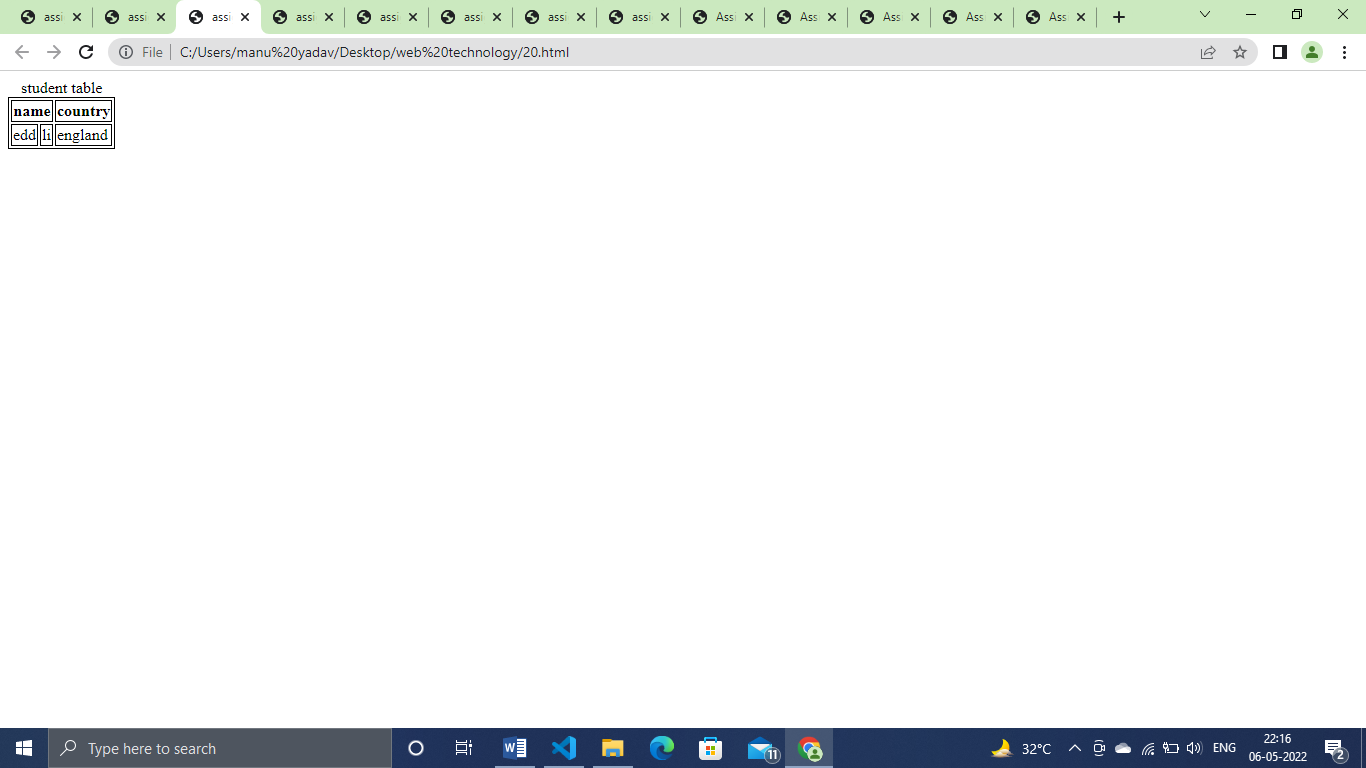 assi assi assi assi assi assi assi assi Assi Ass Ass Ass Ass
File C:/Users/manu%20yadav/Desktop/web%20technology/20.html
student table
name country
edd li england
Type here to search
W
11
32°C
ENG
22:16
06-05-2022
2